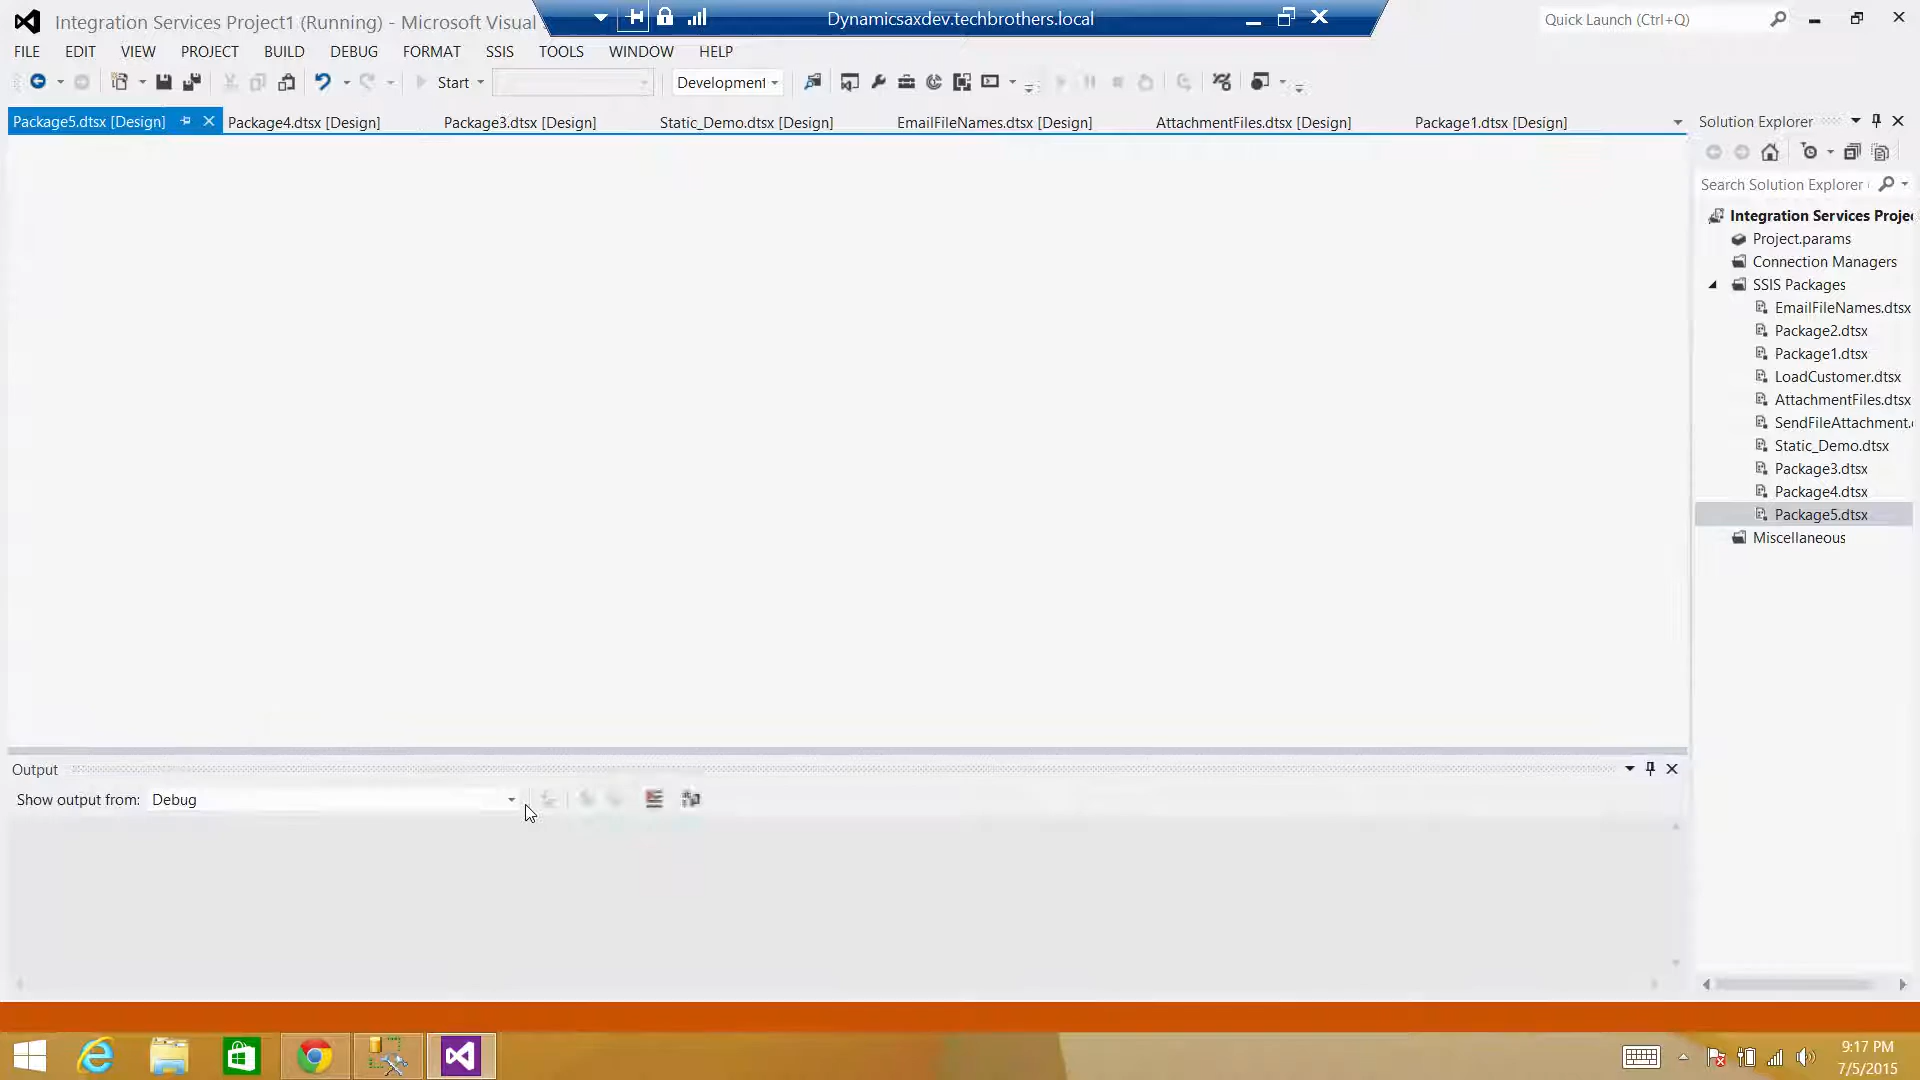 Integration Services Project1 (Running) - Microsoft Visual
Dynamicsaxdev.techbrothers.local
Quick Launch (Ctrl+Q)
FILE EDIT VIEW PROJECT BUILD DEBUG FORMAT SSIS TOOLS WINDOW HELP
Start Development
Package5.dtsx [Design] Package4.dtsx [Design] Package3.dtsx [Design] Static_Demo.dtsx [Design] EmailFileNames.dtsx [Design] AttachmentFiles.dtsx [Design] Package1.dtsx [Design]
Solution Explorer
Search Solution Explorer (
Integration Services Projec
Project.params
Connection Managers
SSIS Packages
EmailFileNames.dtsx
Package2.dtsx
Package1.dtsx
LoadCustomer.dtsx
AttachmentFiles.dtsx
SendFileAttachment.
Static_Demo.dtsx
Package3.dtsx
Package4.dtsx
Package5.dtsx
Miscellaneous
Output
Show output from: Debug
9:17 PM
7/5/2015